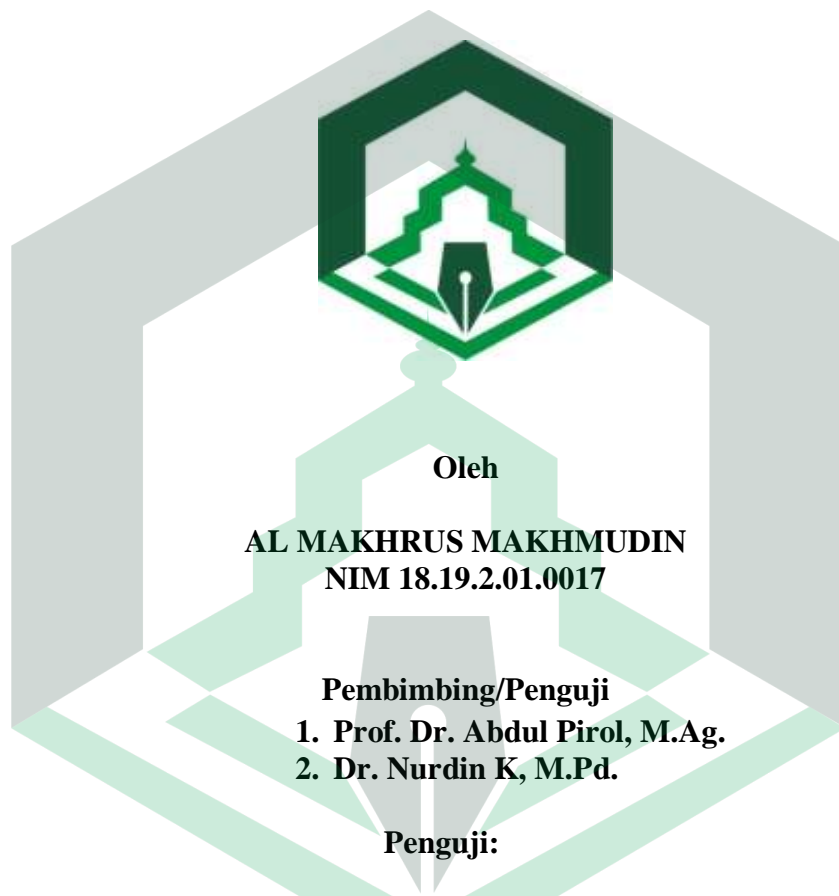 Oleh
AL MAKHRUS MAKHMUDIN
NIM 18.19.2.01.0017
Pembimbing/Penguji
1. Prof. Dr. Abdul Pirol, M.Ag.
2. Dr. Nurdin K, M.Pd.
Penguji: